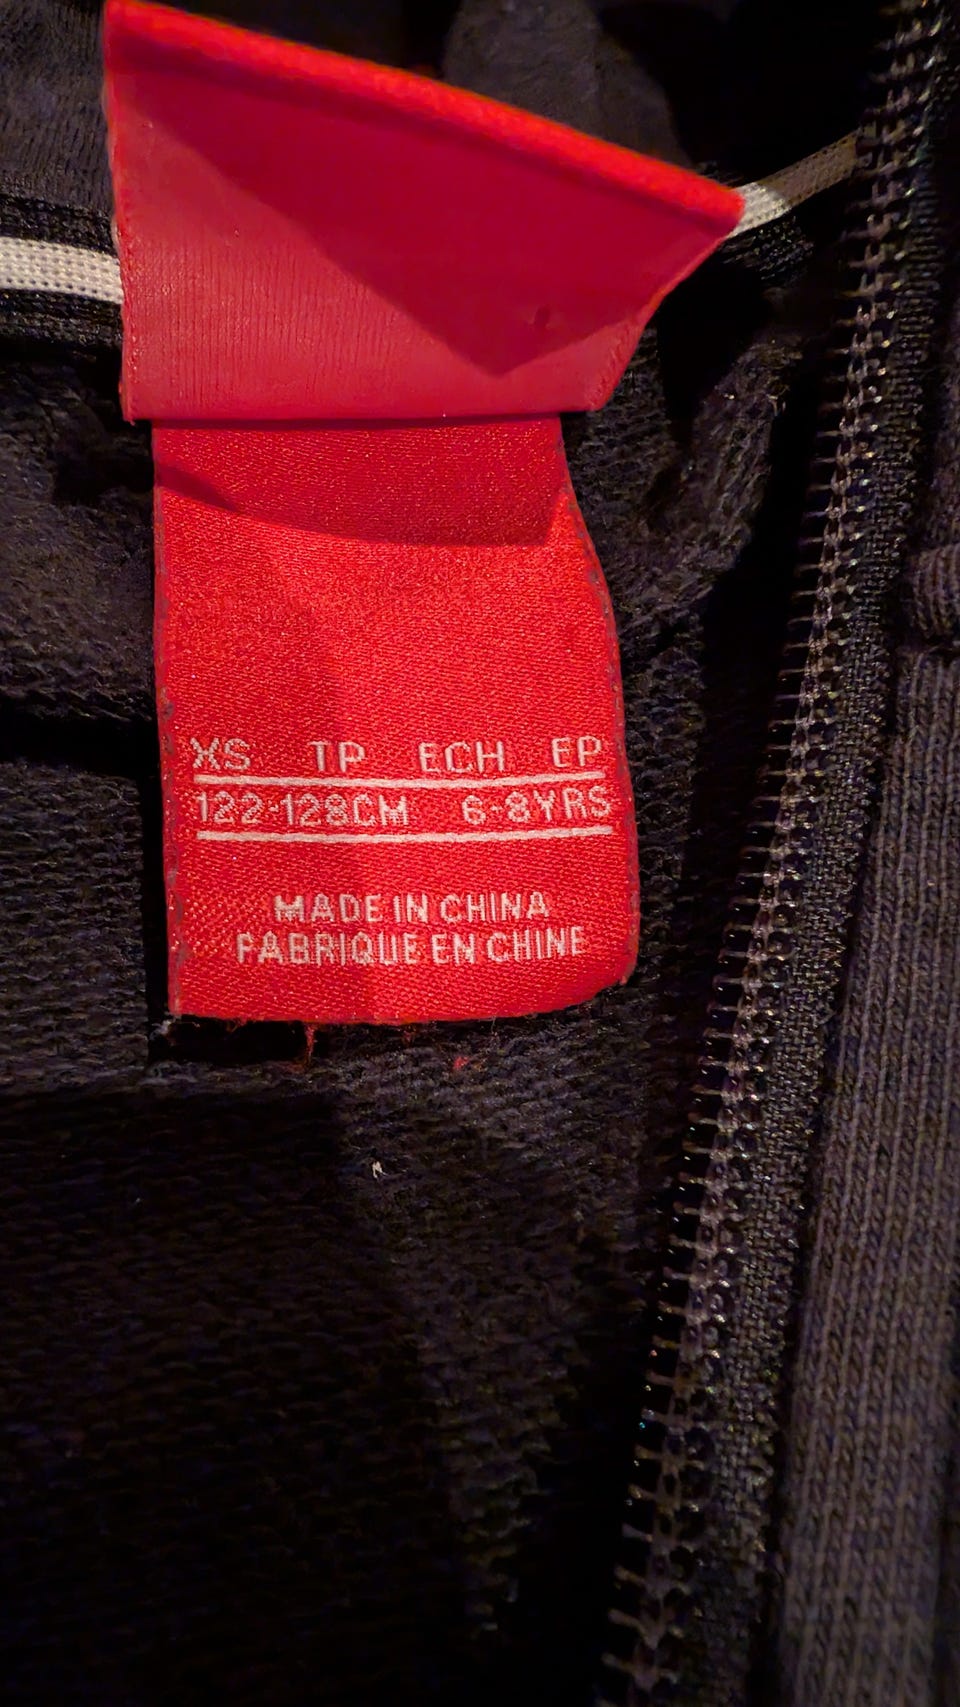 XS TP ECH EP
122-128CM 6-8YRS
MADE IN CHINA
FABRIQUE EN CHINE